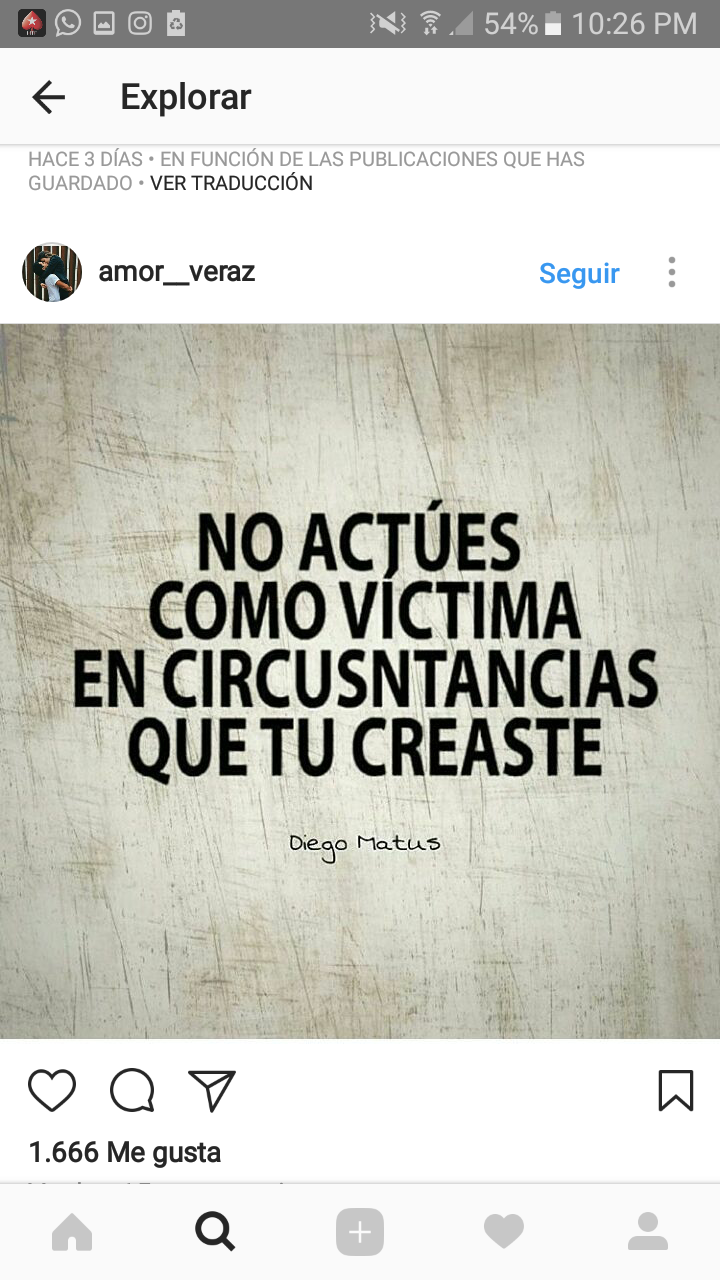 54% 10:26 PM
Explorar
HACE 3 DÍAS • EN FUNCIÓN DE LAS PUBLICACIONES QUE HAS
GUARDADO • VER TRADUCCIÓN
amor__veraz
Seguir
NO ACTÚES
COMO VÍCTIMA
EN CIRCUSNTANCIAS
QUE TU CREASTE
Diego Matus
1.666 Me gusta